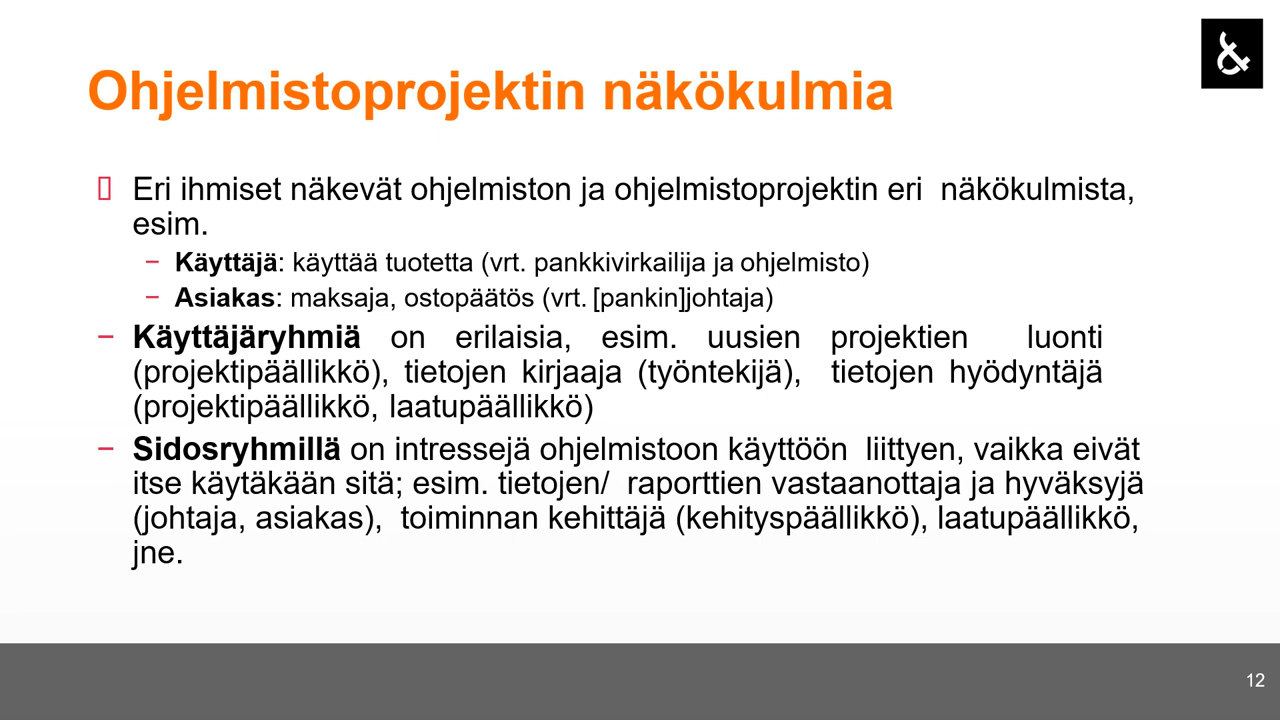 &
Ohjelmistoprojektin näkökulmia
Eri ihmiset näkevät ohjelmiston ja ohjelmistoprojektin eri näkökulmista,
esim.
− Käyttäjä: käyttää tuotetta (vrt. pankkivirkailija ja ohjelmisto)
− Asiakas: maksaja, ostopäätös (vrt. [pankin]johtaja)
− Käyttäjäryhmiä on erilaisia, esim. uusien projektien luonti
(projektipäällikkö), tietojen kirjaaja (työntekijä), tietojen hyödyntäjä
(projektipäällikkö, laatupäällikkö)
− Sidosryhmillä on intressejä ohjelmistoon käyttöön liittyen, vaikka eivät
itse käytäkään sitä; esim. tietojen/ raporttien vastaanottaja ja hyväksyjä
(johtaja, asiakas), toiminnan kehittäjä (kehityspäällikkö), laatupäällikkö,
jne.
12